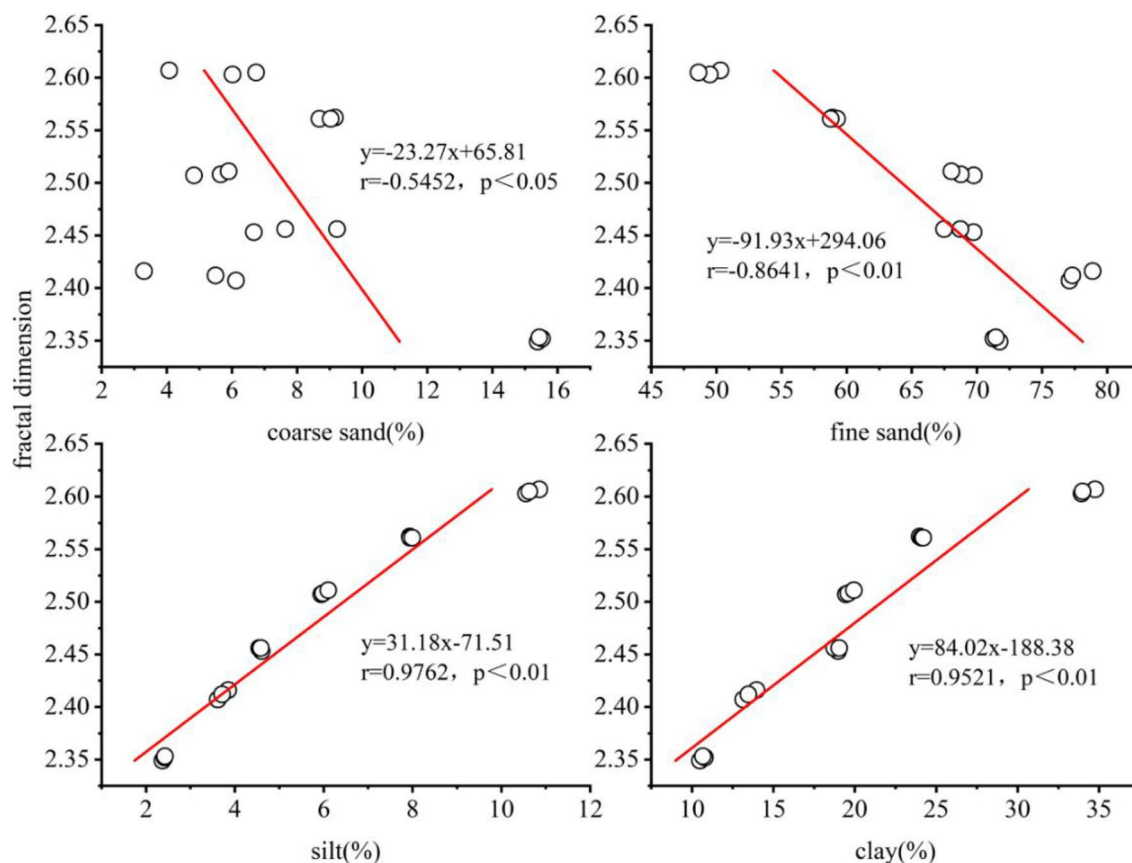 fractal dimension
2.65
2.60
2.55
2.50
2.45
2.40
2.35
y=-23.27x+65.81
r=-0.5452，p＜0.05
2 4 6 8 10 12 14 16 17
coarse sand(%)
2.65
2.60
2.55
2.50
2.45
2.40
2.35
y=-91.93x+294.06
r=-0.8641，p＜0.01
45 50 55 60 65 70 75 80
fine sand(%)
2.65
2.60
2.55
2.50
2.45
2.40
2.35
y=31.18x-71.51
r=0.9762，p＜0.01
2 4 6 8 10 12
silt(%)
2.65
2.60
2.55
2.50
2.45
2.40
2.35
y=84.02x-188.38
r=0.9521，p＜0.01
10 15 20 25 30 35
clay(%)